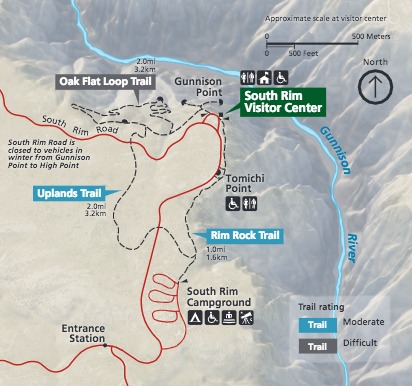 Approximate scale at visitor center
0 500 Meters
0 500 Feet
North
2.0mi
3.2km
Oak Flat Loop Trail
Gunnison
Point
South Rim
Visitor Center
South Rim Road
South Rim Road is
closed to vehicles in
winter from Gunnison
Point to High Point
Gunnison
River
Tomichi
Point
Uplands Trail
2.0mi
3.2km
Rim Rock Trail
1.0mi
1.6km
South Rim
Campground
Entrance
Station
Trail rating
Trail Moderate
Trail Difficult